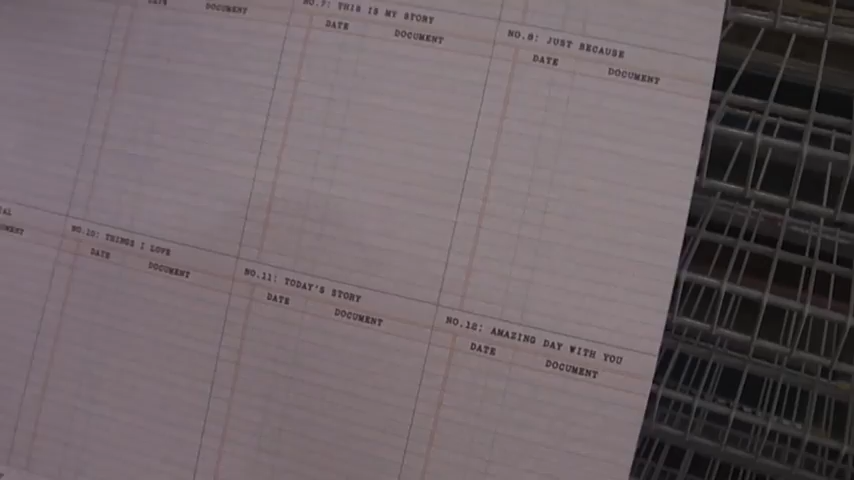 DATE DOCUMENT
NO.7: THIS IS MY STORY
DATE DOCUMENT
NO.8: JUST BECAUSE
DATE DOCUMENT
NO.10: THINGS I LOVE
DATE DOCUMENT
NO.11: TODAY'S STORY
DATE DOCUMENT
NO.12: AMAZING DAY WITH YOU
DATE DOCUMENT